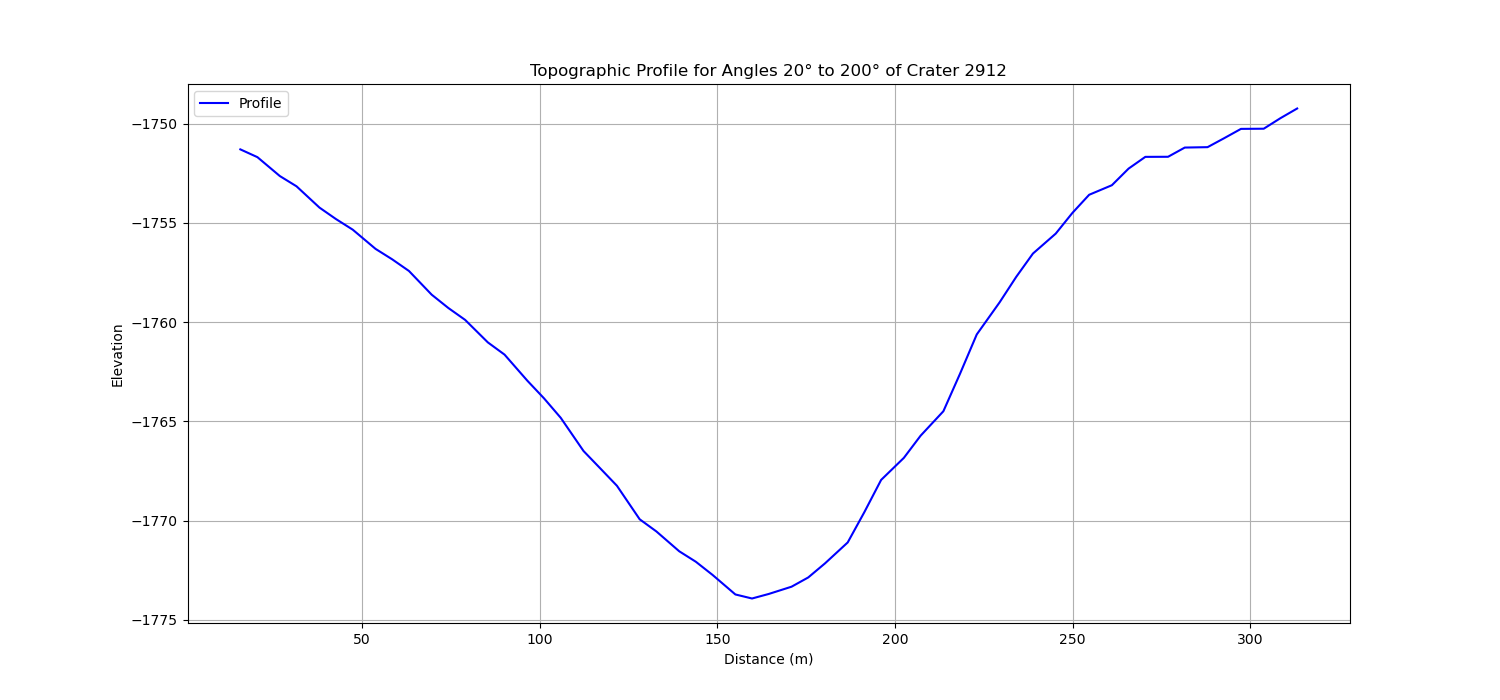 Topographic Profile for Angles 20° to 200° of Crater 2912
Profile
−1750
−1755
−1760
−1765
−1770
−1775
Elevation
50 100 150 200 250 300
Distance (m)